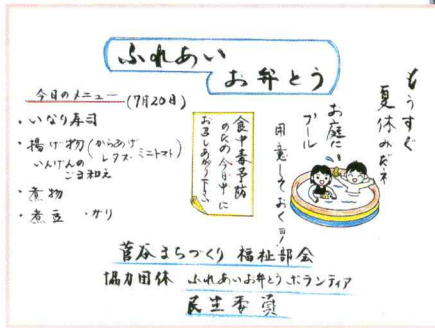 ふれあい
お弁とう
今日のメニュー (7月20日)
・いなり寿司
・揚げ物(からあげ
レタス・ミニトマト)
いんげんの
ごま和え
・煮物
・煮豆 ・ガリ
食中毒予防
のため今日中に
お召しあがり下さい
もうすぐ
夏休みだネ
お庭に
プール
用意しておくヨ!
菅谷まちづくり 福祉部会
協力団体 ふれあいお弁とうボランティア
民生委員